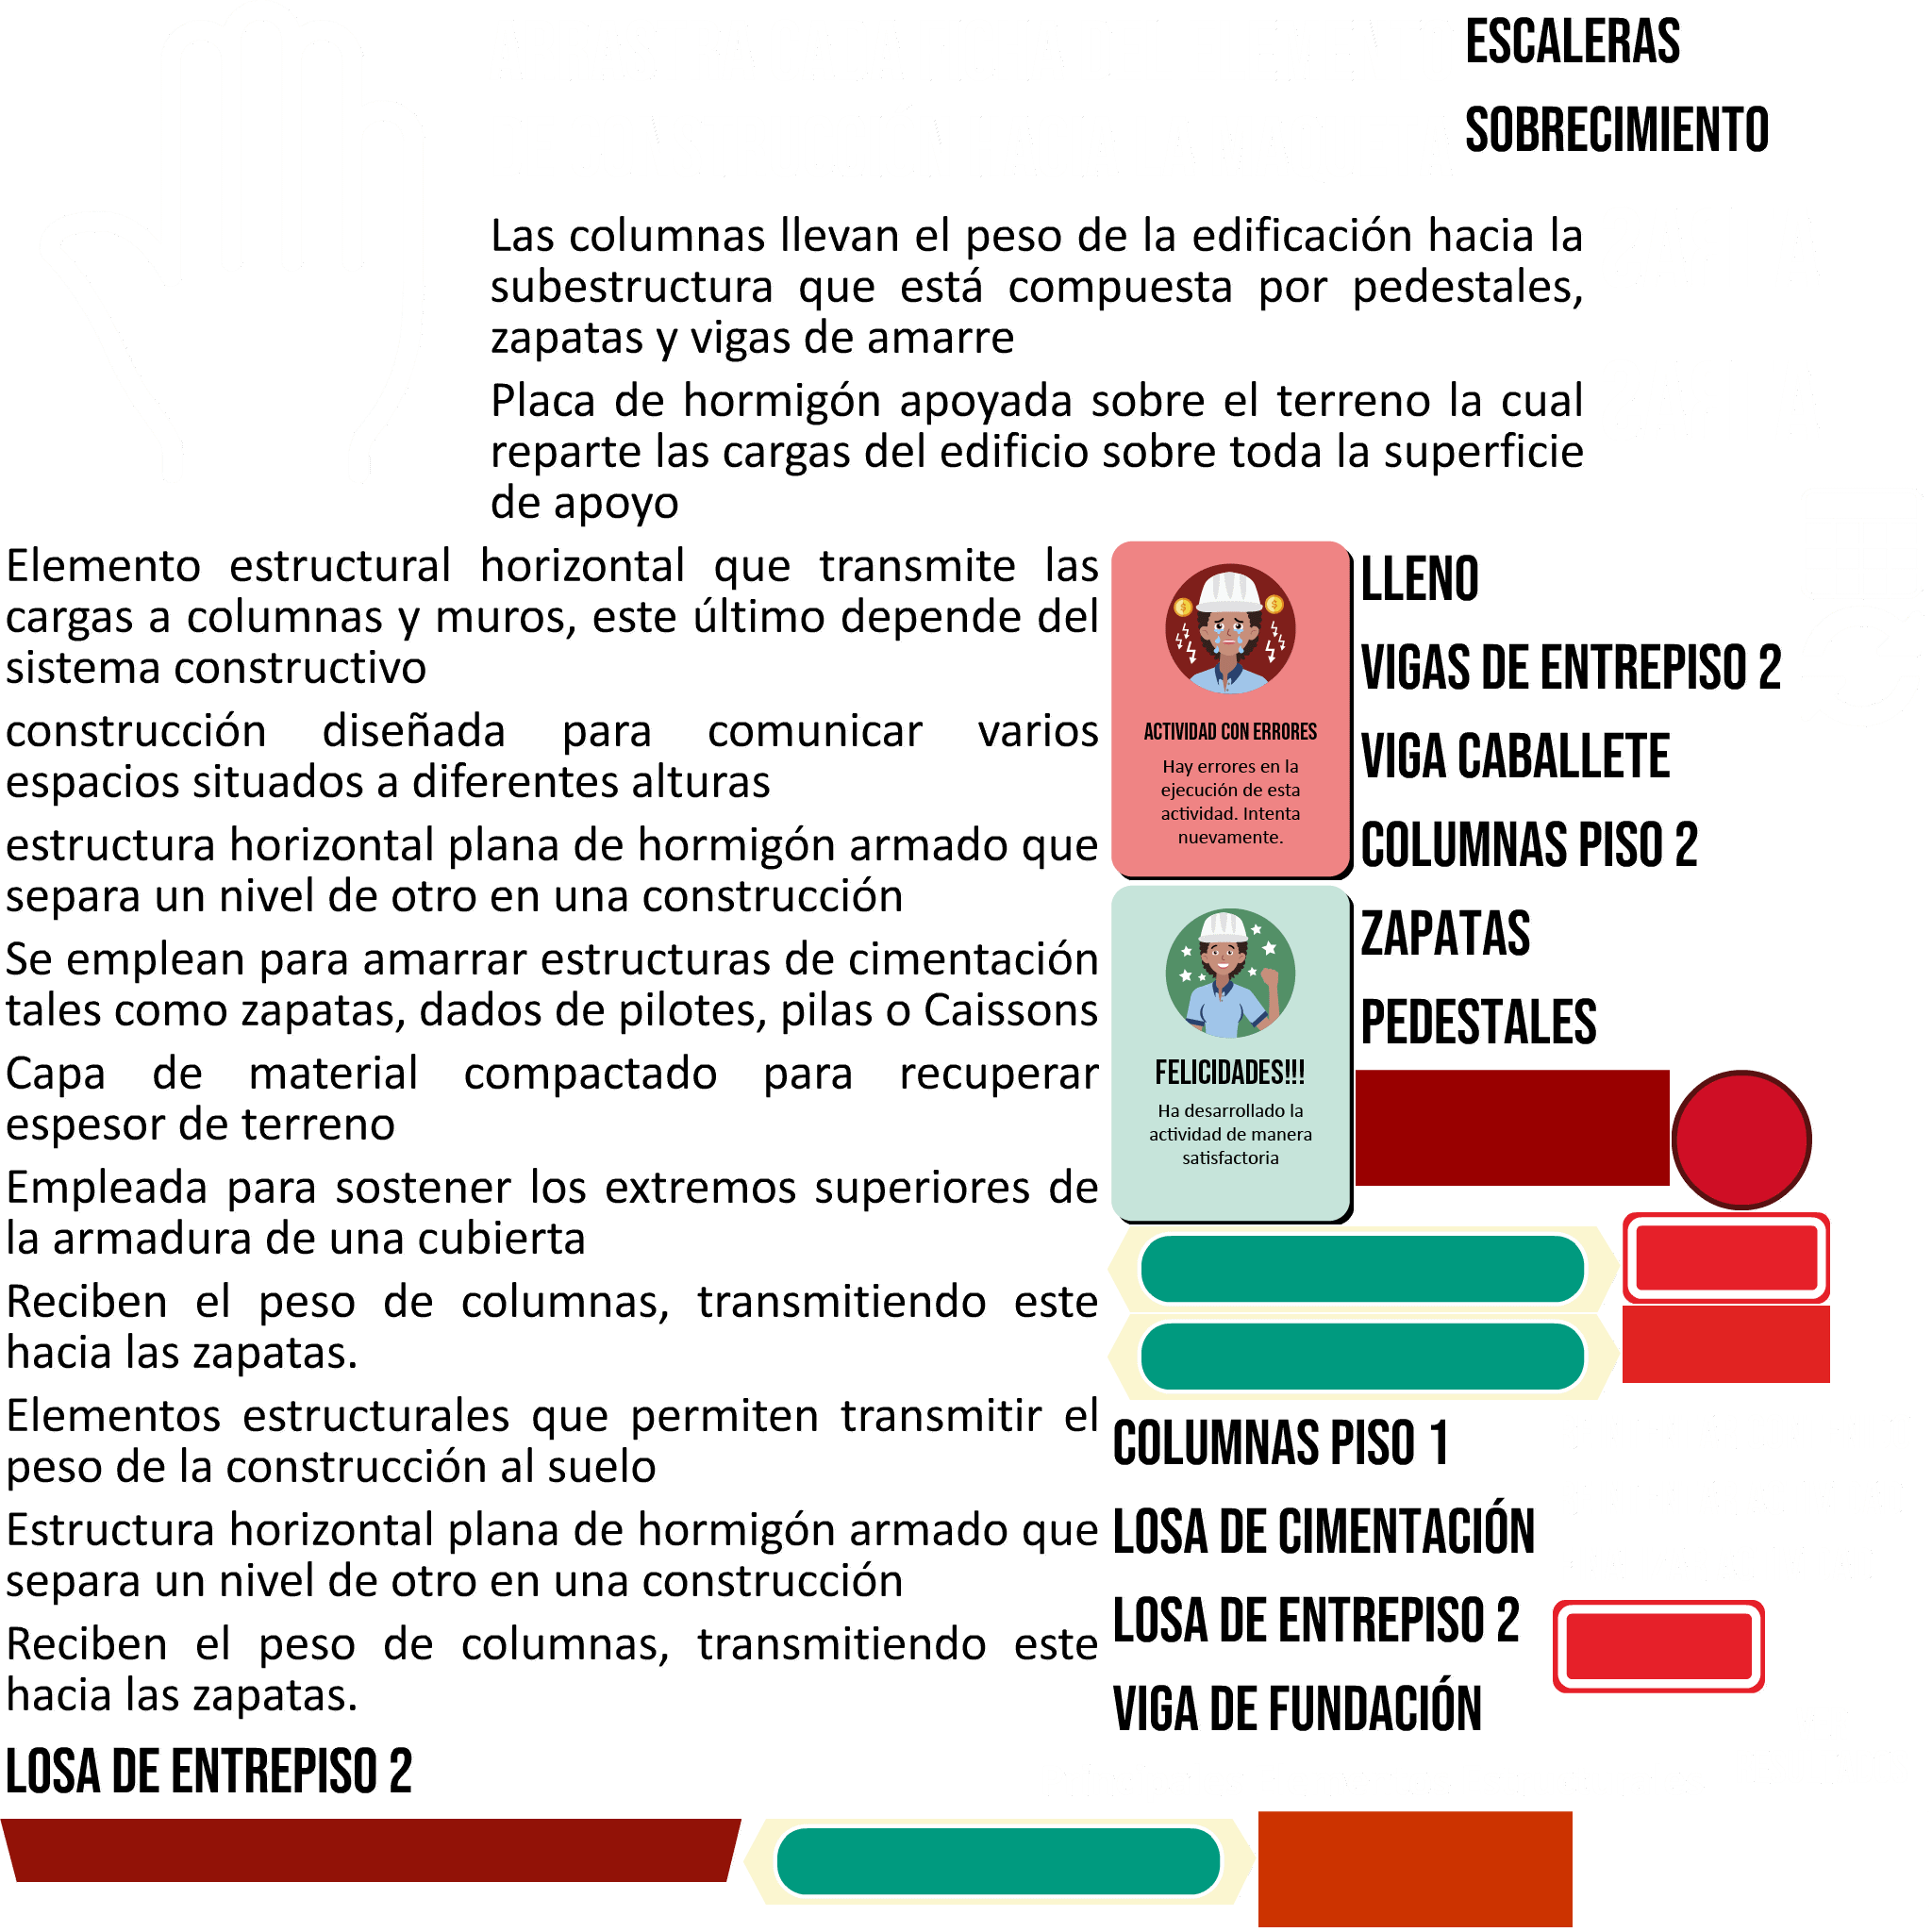 ESCALERAS
SOBRECIMIENTO
Las columnas llevan el peso de la edificación hacia la
subestructura que está compuesta por pedestales,
zapatas y vigas de amarre
Placa de hormigón apoyada sobre el terreno la cual
reparte las cargas del edificio sobre toda la superficie
de apoyo
Elemento estructural horizontal que transmite las
cargas a columnas y muros, este último depende del
sistema constructivo
construcción diseñada para comunicar varios
espacios situados a diferentes alturas
estructura horizontal plana de hormigón armado que
separa un nivel de otro en una construcción
Se emplean para amarrar estructuras de cimentación
tales como zapatas, dados de pilotes, pilas o Caissons
Capa de material compactado para recuperar
espesor de terreno
Empleada para sostener los extremos superiores de
la armadura de una cubierta
Reciben el peso de columnas, transmitiendo este
hacia las zapatas.
Elementos estructurales que permiten transmitir el
peso de la construcción al suelo
Estructura horizontal plana de hormigón armado que
separa un nivel de otro en una construcción
Reciben el peso de columnas, transmitiendo este
hacia las zapatas.
LOSA DE ENTREPISO 2
ACTIVIDAD CON ERRORES
Hay errores en la
ejecución de esta
actividad. Intenta
nuevamente.
FELICIDADES!!!
Ha desarrollado la
actividad de manera
satisfactoria
LLENO
VIGAS DE ENTREPISO 2
VIGA CABALLETE
COLUMNAS PISO 2
ZAPATAS
PEDESTALES
COLUMNAS PISO 1
LOSA DE CIMENTACIÓN
LOSA DE ENTREPISO 2
VIGA DE FUNDACIÓN